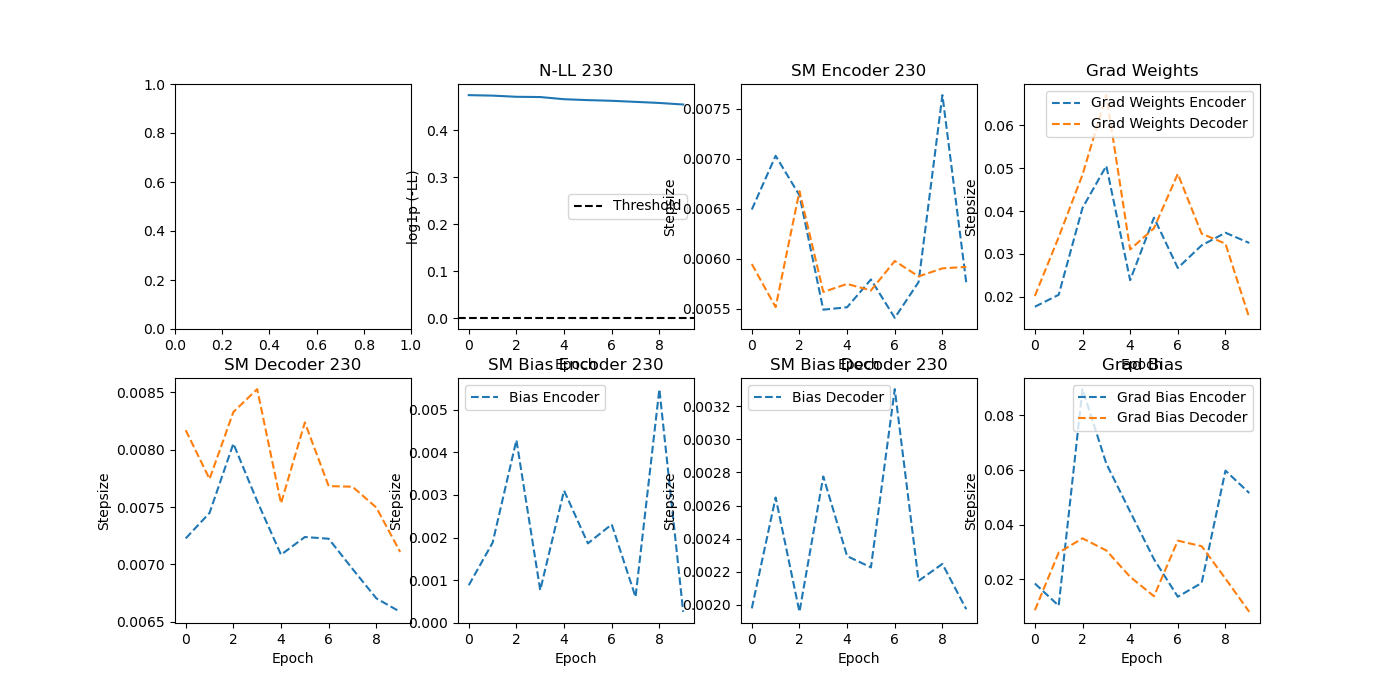 N-LL 230
SM Encoder 230
Grad Weights
1.0
0.8
0.6
0.4
0.2
0.0
0.0 0.2 0.4 0.6 0.8 1.0
log1p (-LL)
0.4
0.3
0.2
0.1
0.0
Threshold
0 2 4 6 8
Epoch
Stepsize
0.0075
0.0070
0.0065
0.0060
0.0055
0 2 4 6 8
Epoch
Stepsize
0.06
0.05
0.04
0.03
0.02
Grad Weights Encoder
Grad Weights Decoder
0 2 4 6 8
Epoch
SM Decoder 230
SM Bias Encoder 230
SM Bias Decoder 230
Grad Bias
Stepsize
0.0085
0.0080
0.0075
0.0070
0.0065
0 2 4 6 8
Epoch
Stepsize
0.005
0.004
0.003
0.002
0.001
0.000
Bias Encoder
0 2 4 6 8
Epoch
Stepsize
0.0032
0.0030
0.0028
0.0026
0.0024
0.0022
0.0020
Bias Decoder
0 2 4 6 8
Epoch
Stepsize
0.08
0.06
0.04
0.02
Grad Bias Encoder
Grad Bias Decoder
0 2 4 6 8
Epoch